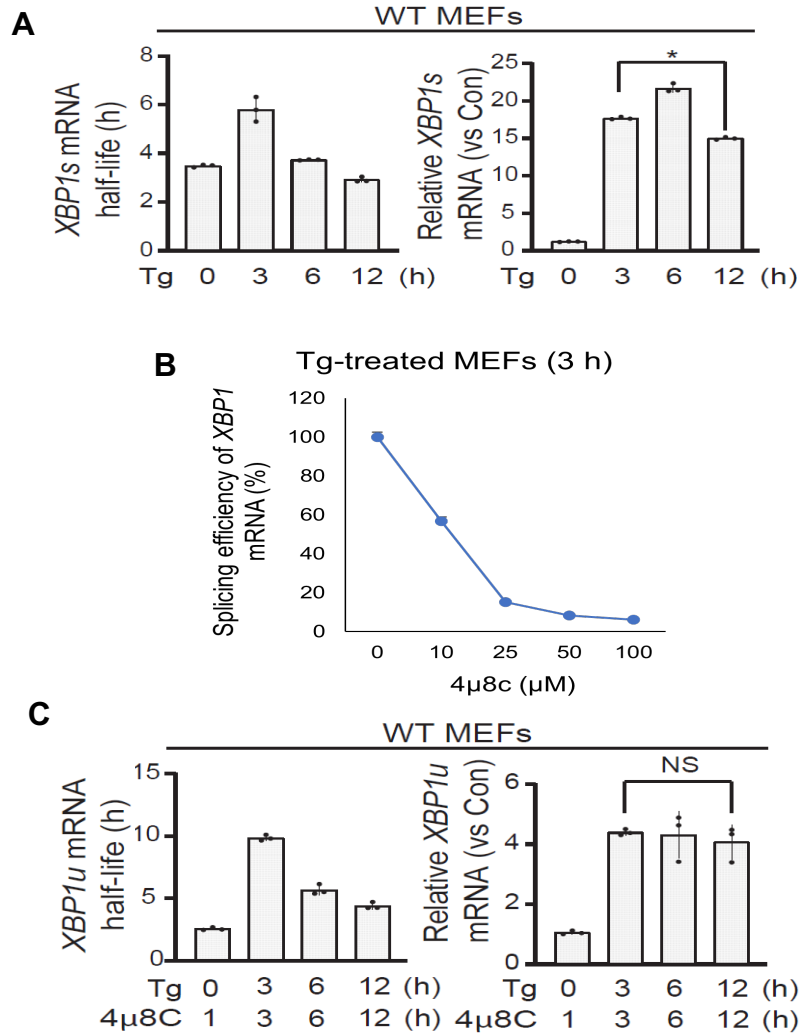 A
WT MEFs
XBP1s mRNA
half-life (h)
8
6
4
2
0
Tg 0 3 6 12 (h)
Relative XBP1s
mRNA (vs Con)
25
20
15
10
5
0
*
Tg 0 3 6 12 (h)
B
Tg-treated MEFs (3 h)
Splicing efficiency of XBP1
mRNA (%)
120
100
80
60
40
20
0
0 10 25 50 100
4µ8c (µM)
C
WT MEFs
XBP1u mRNA
half-life (h)
15
10
5
0
Tg 0 3 6 12 (h)
4µ8C 1 3 6 12
Relative XBP1u
mRNA (vs Con)
6
4
2
0
NS
Tg 0 3 6 12 (h)
4µ8C 1 3 6 12